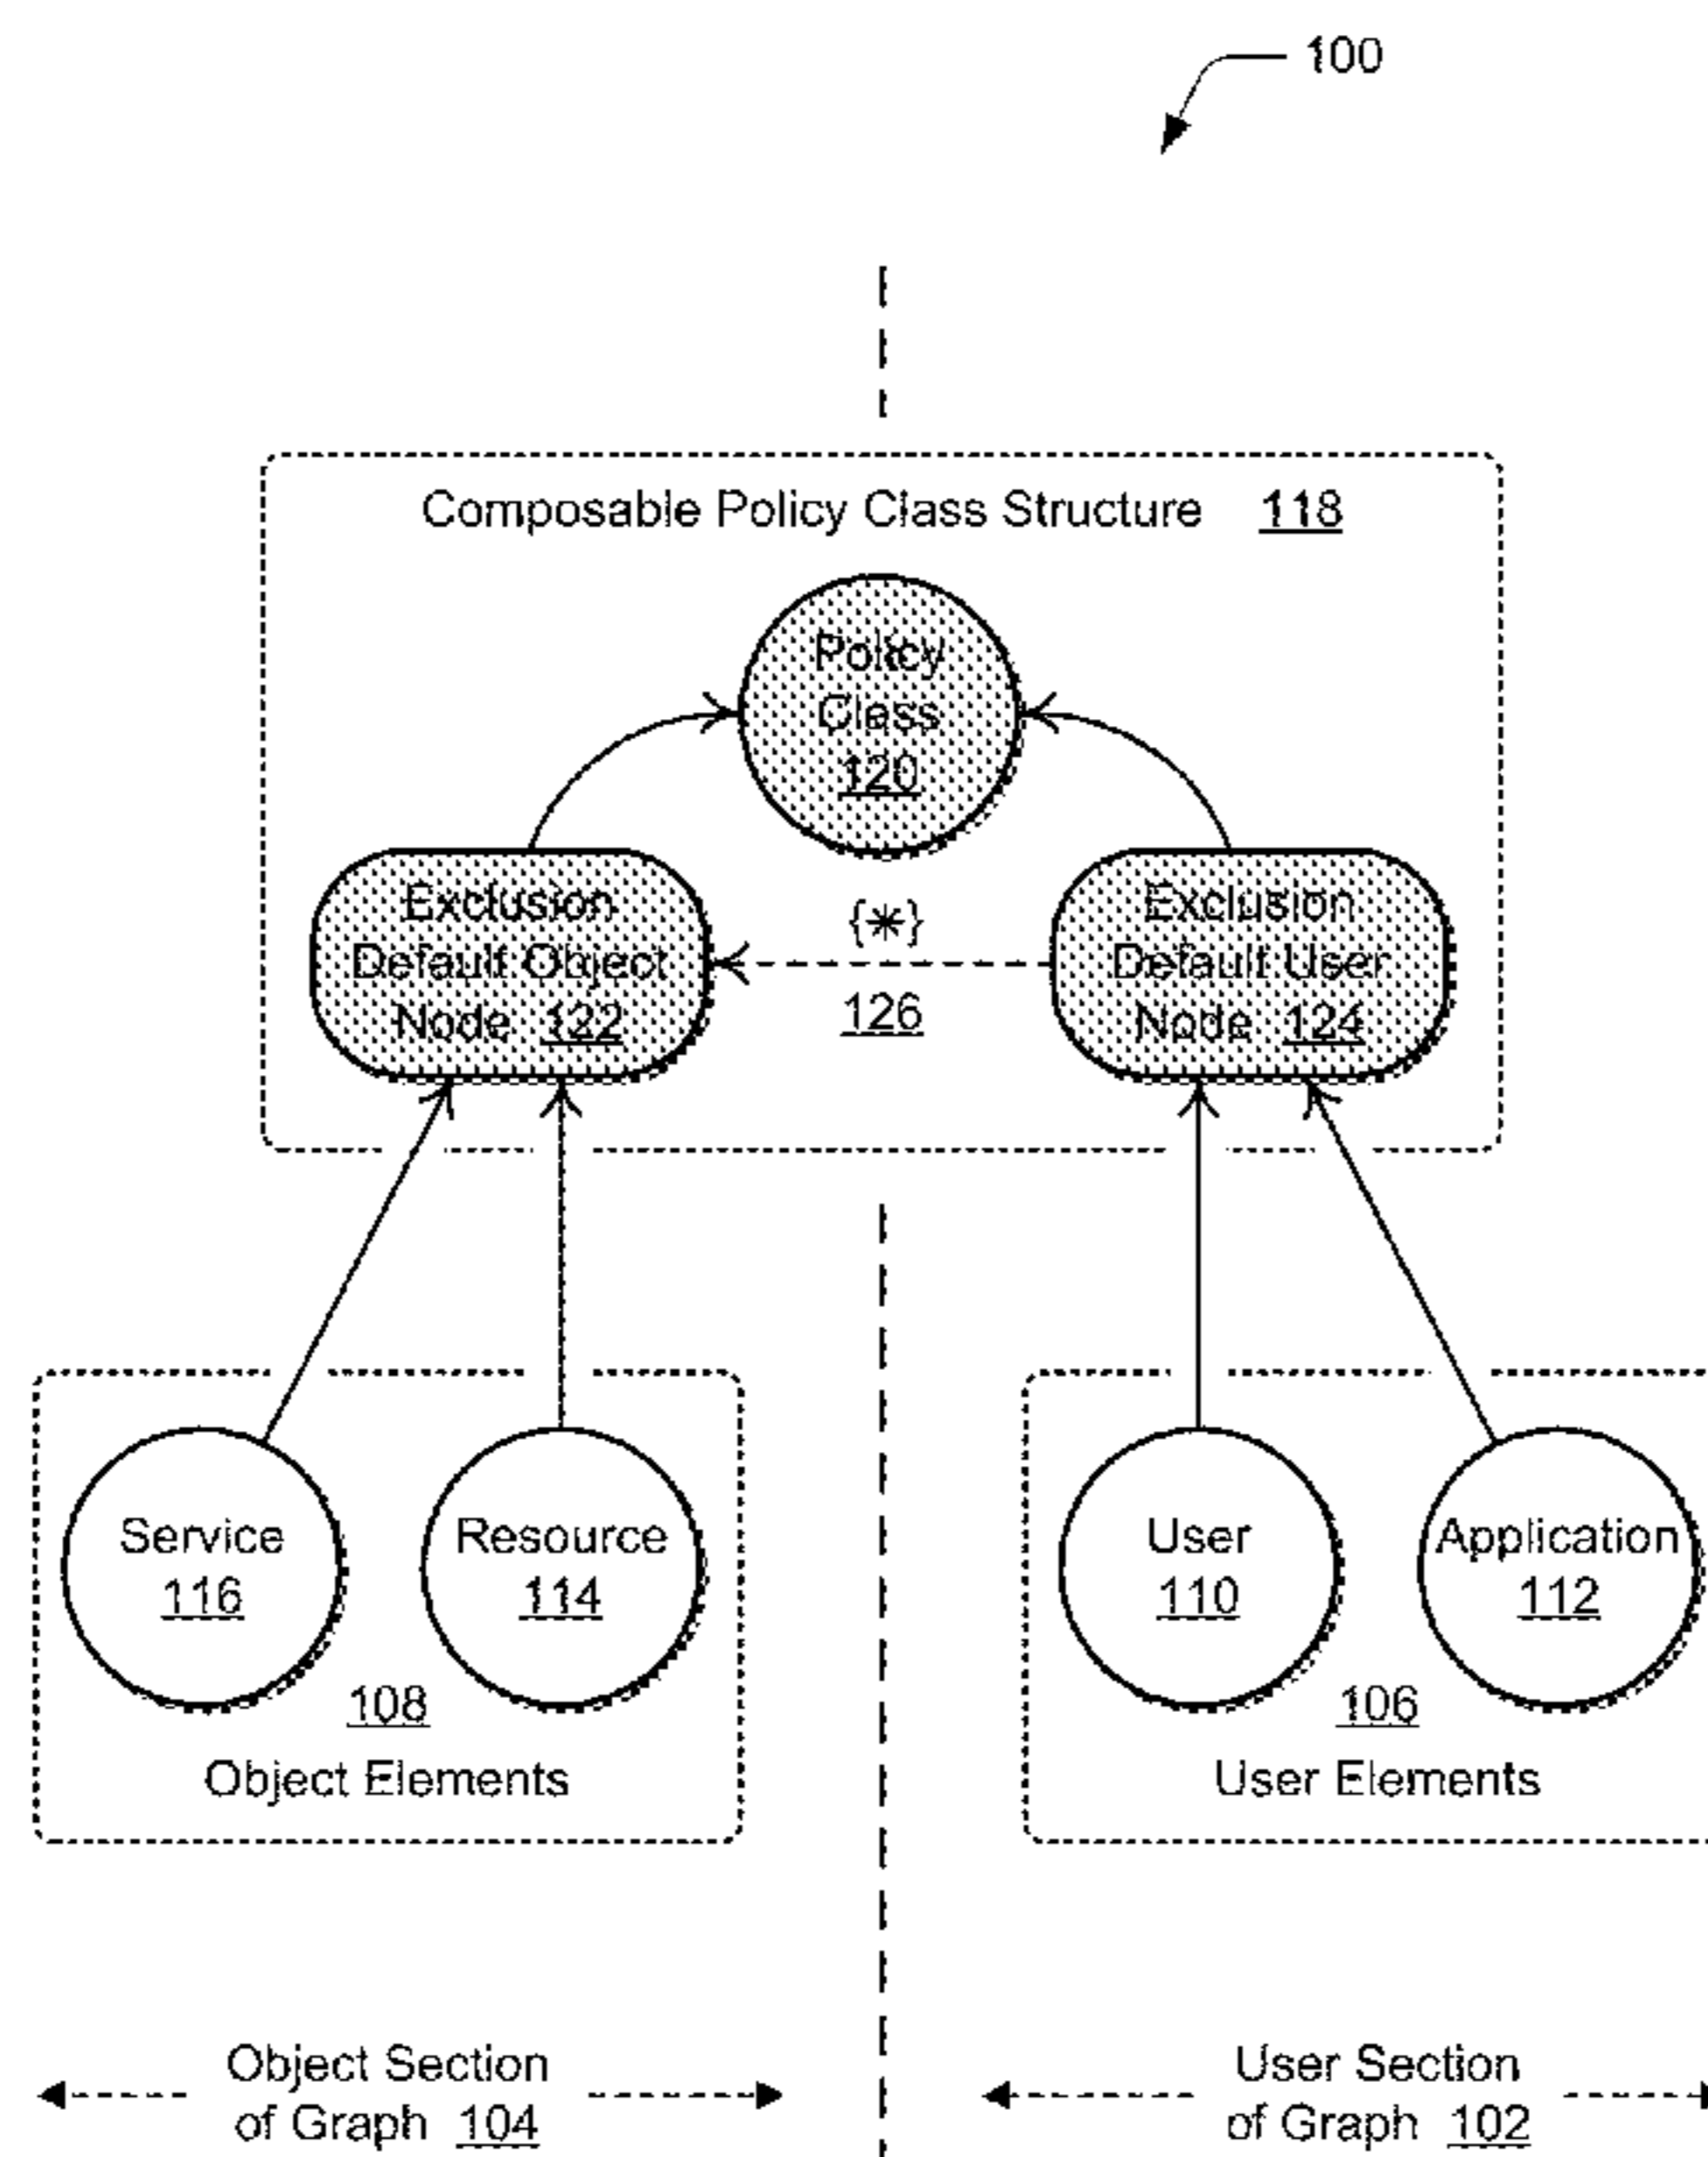 100
Composable Policy Class Structure 118
Policy
Class
120
Exclusion
Default Object
Node 122
{*}
126
Exclusion
Default User
Node 124
Service
116
Resource
114
108
Object Elements
User
110
Application
112
106
User Elements
Object Section
of Graph 104
User Section
of Graph 102